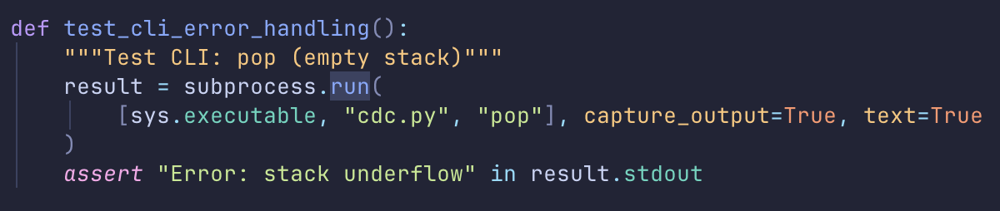 def test_cli_error_handling():
    """Test CLI: pop (empty stack)"""
    result = subprocess.run(
        [sys.executable, "cdc.py", "pop"], capture_output=True, text=True
    )
    assert "Error: stack underflow" in result.stdout